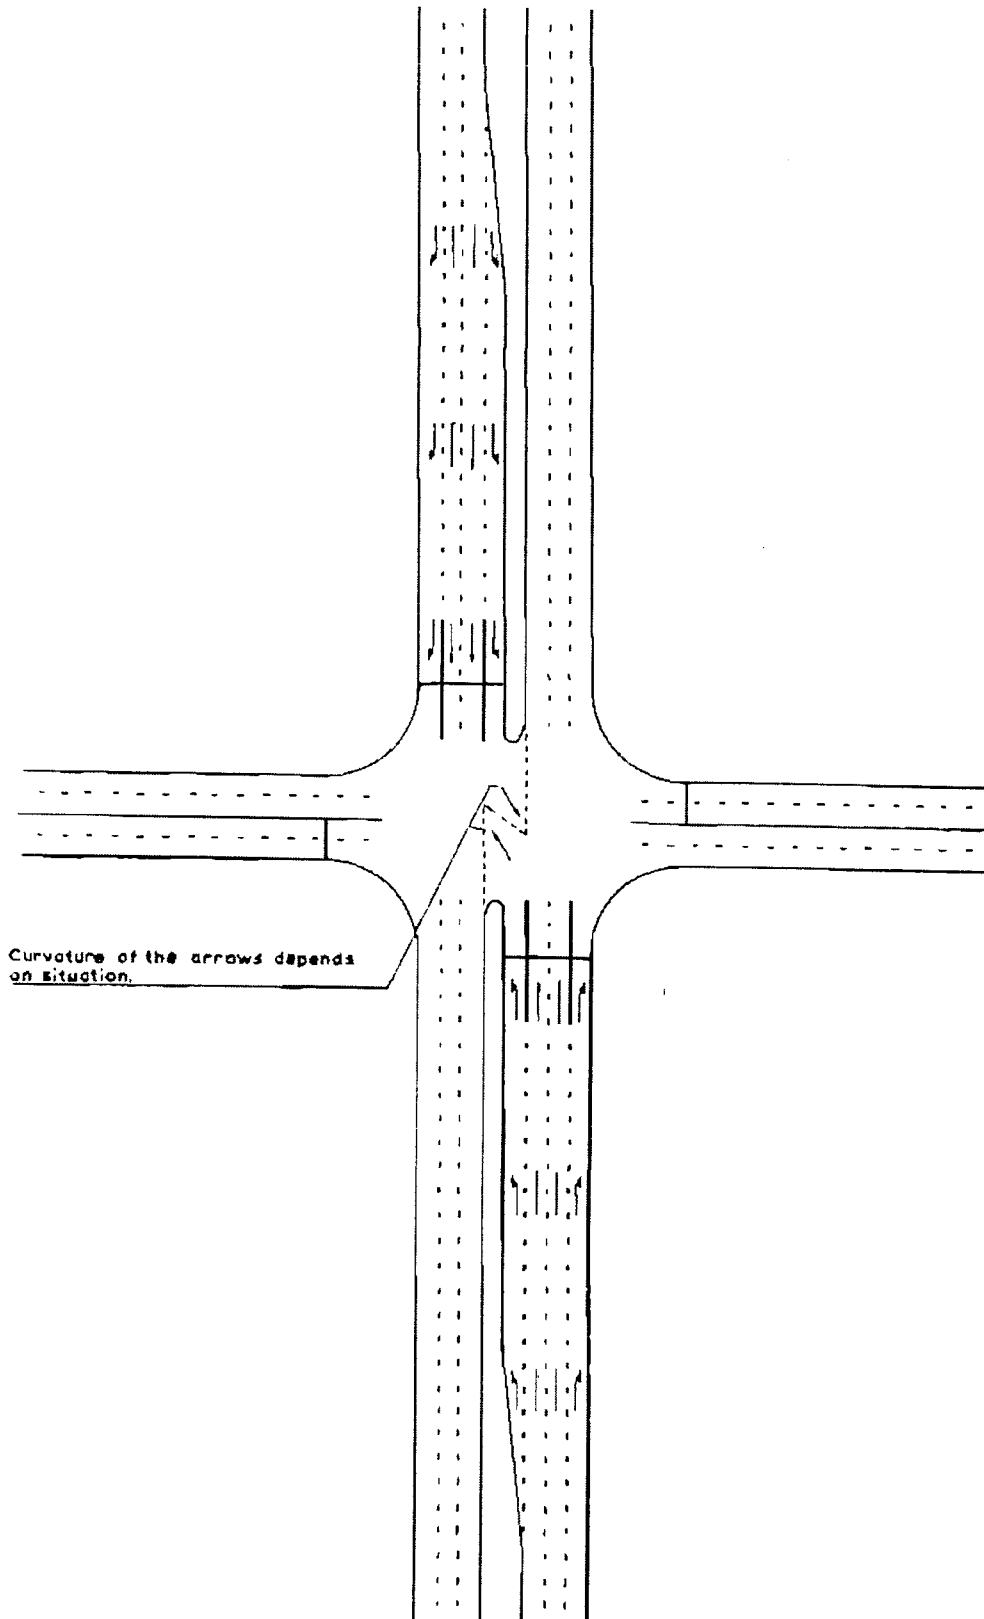 Curvature of the arrows depends
on situation.